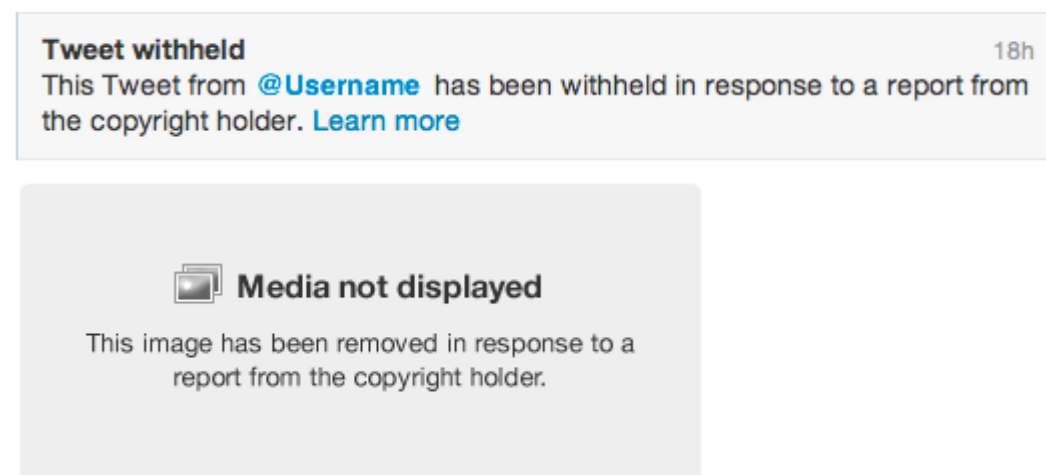 Tweet withheld 18h
This Tweet from @Username has been withheld in response to a report from
the copyright holder. Learn more
Media not displayed
This image has been removed in response to a
report from the copyright holder.